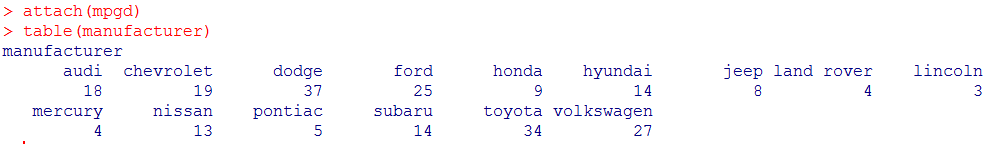 > attach(mpgd)
> table(manufacturer)
manufacturer
audi chevrolet dodge ford honda hyundai jeep land rover lincoln
18 19 37 25 9 14 8 4 3
mercury nissan pontiac subaru toyota volkswagen
4 13 5 14 34 27